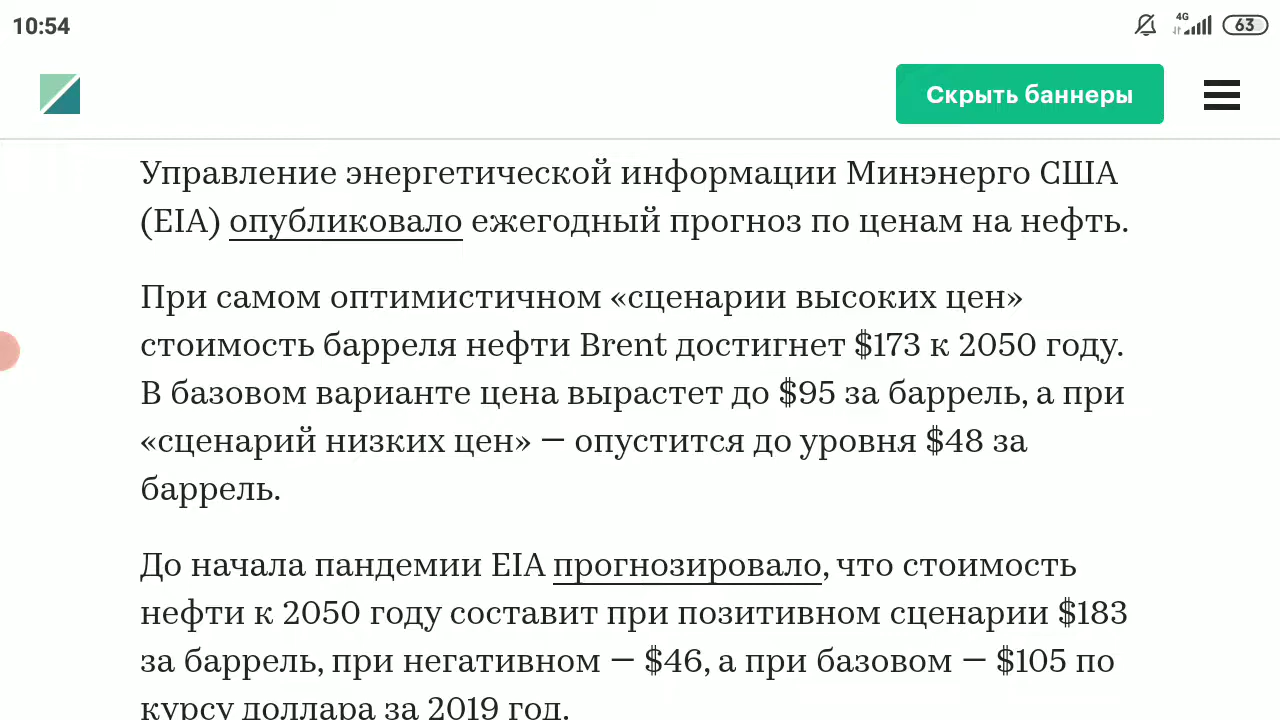 10:54
4G
63
Скрыть баннеры
Управление энергетической информации Минэнерго США
(EIA) опубликовало ежегодный прогноз по ценам на нефть.
При самом оптимистичном «сценарии высоких цен»
стоимость барреля нефти Brent достигнет $173 к 2050 году.
В базовом варианте цена вырастет до $95 за баррель, а при
«сценарий низких цен» — опустится до уровня $48 за
баррель.
До начала пандемии EIA прогнозировало, что стоимость
нефти к 2050 году составит при позитивном сценарии $183
за баррель, при негативном — $46, а при базовом — $105 по
курсу доллара за 2019 год.